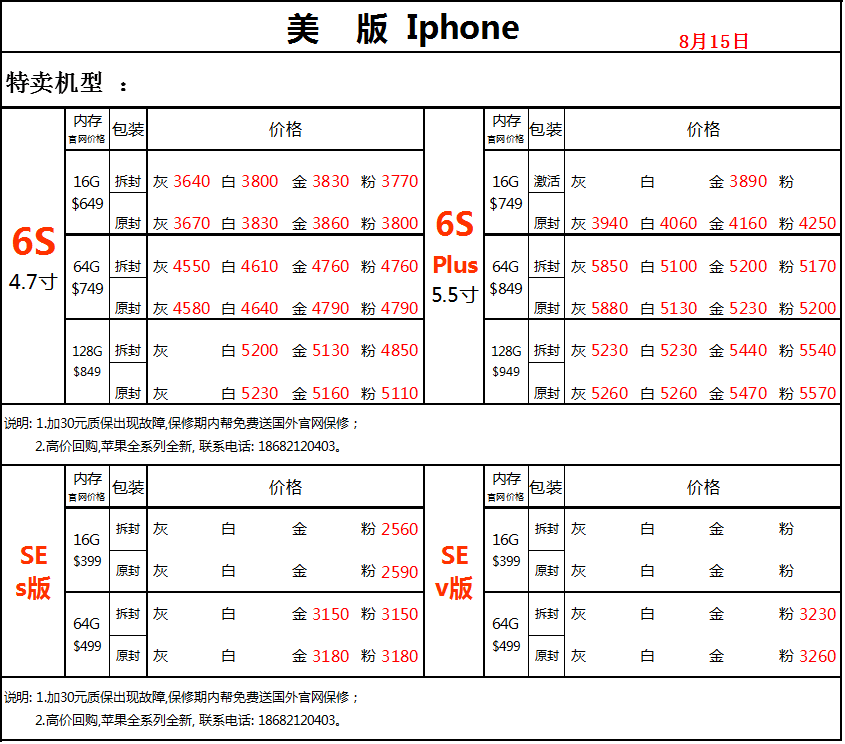 美 版 Iphone
8月15日
特卖机型 ：
内存 包装 价格 内存 包装 价格
官网价格 官网价格
16G 拆封 灰 3640 白 3800 金 3830 粉 3770 16G 激活 灰 白 金 3890 粉
$649 $749
原封 灰 3670 白 3830 金 3860 粉 3800 原封 灰 3940 白 4060 金 4160 粉 4250
6S 6S
64G 拆封 灰 4550 白 4610 金 4760 粉 4760 Plus 64G 拆封 灰 5850 白 5100 金 5200 粉 5170
4.7寸 $749 5.5寸 $849
原封 灰 4580 白 4640 金 4790 粉 4790 原封 灰 5880 白 5130 金 5230 粉 5200
128G 拆封 灰 白 5200 金 5130 粉 4850 128G 拆封 灰 5230 白 5230 金 5440 粉 5540
$849 $949
原封 灰 白 5230 金 5160 粉 5110 原封 灰 5260 白 5260 金 5470 粉 5570
说明: 1.加30元质保出现故障,保修期内帮免费送国外官网保修；
2.高价回购,苹果全系列全新, 联系电话: 18682120403。
内存 包装 价格 内存 包装 价格
官网价格 官网价格
16G 拆封 灰 白 金 粉 2560 16G 拆封 灰 白 金 粉
$399 $399
SE SE
原封 灰 白 金 粉 2590 原封 灰 白 金 粉
s版 v版
64G 拆封 灰 白 金 3150 粉 3150 64G 拆封 灰 白 金 粉 3230
$499 $499
原封 灰 白 金 3180 粉 3180 原封 灰 白 金 粉 3260
说明: 1.加30元质保出现故障,保修期内帮免费送国外官网保修；
2.高价回购,苹果全系列全新, 联系电话: 18682120403。